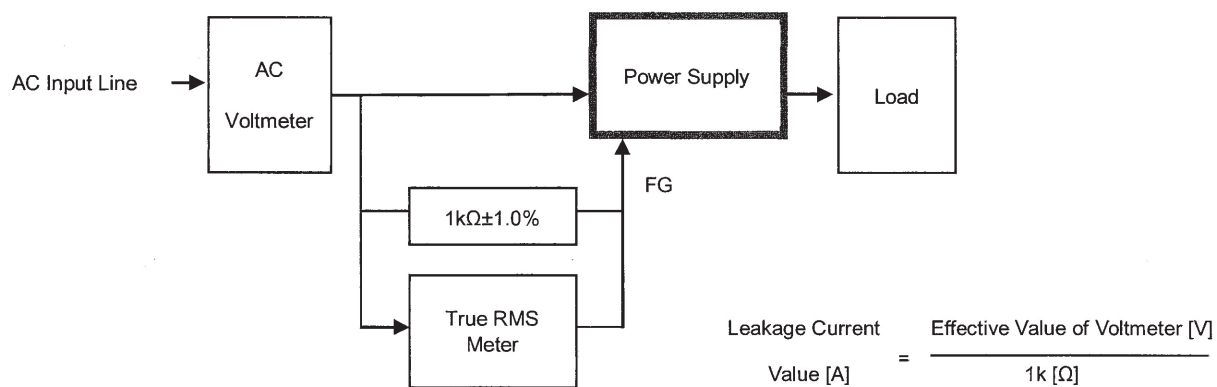 AC Input Line
AC
Voltmeter
Power Supply
Load
FG
1kΩ±1.0%
True RMS
Meter
Leakage Current
Value [A]
=
Effective Value of Voltmeter [V]
1k [Ω]